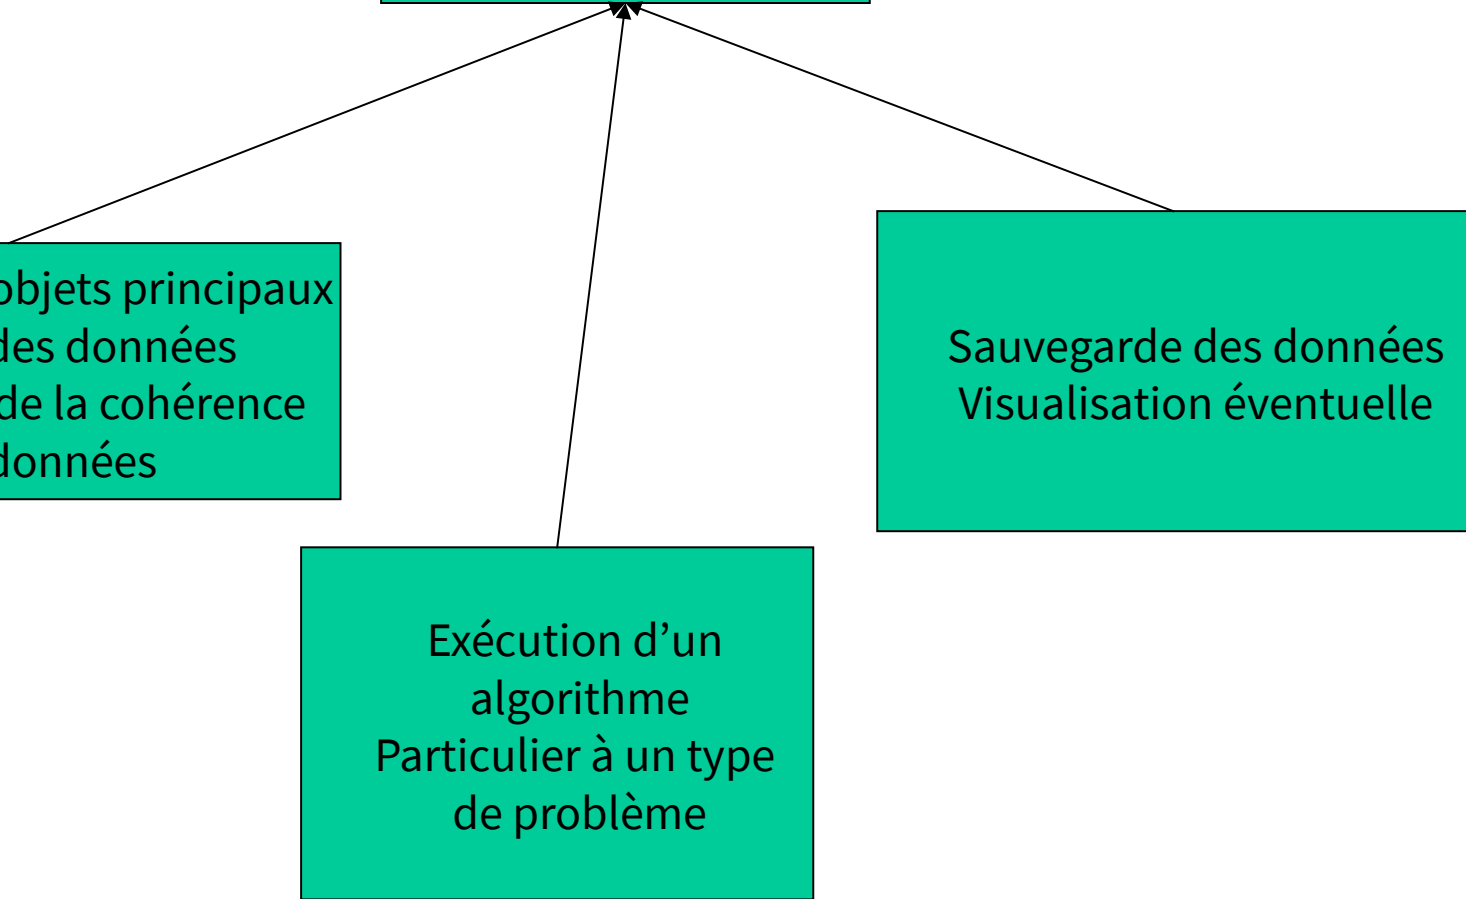 objets principaux
des données
de la cohérence
données
Sauvegarde des données
Visualisation éventuelle
Exécution d’un
algorithme
Particulier à un type
de problème